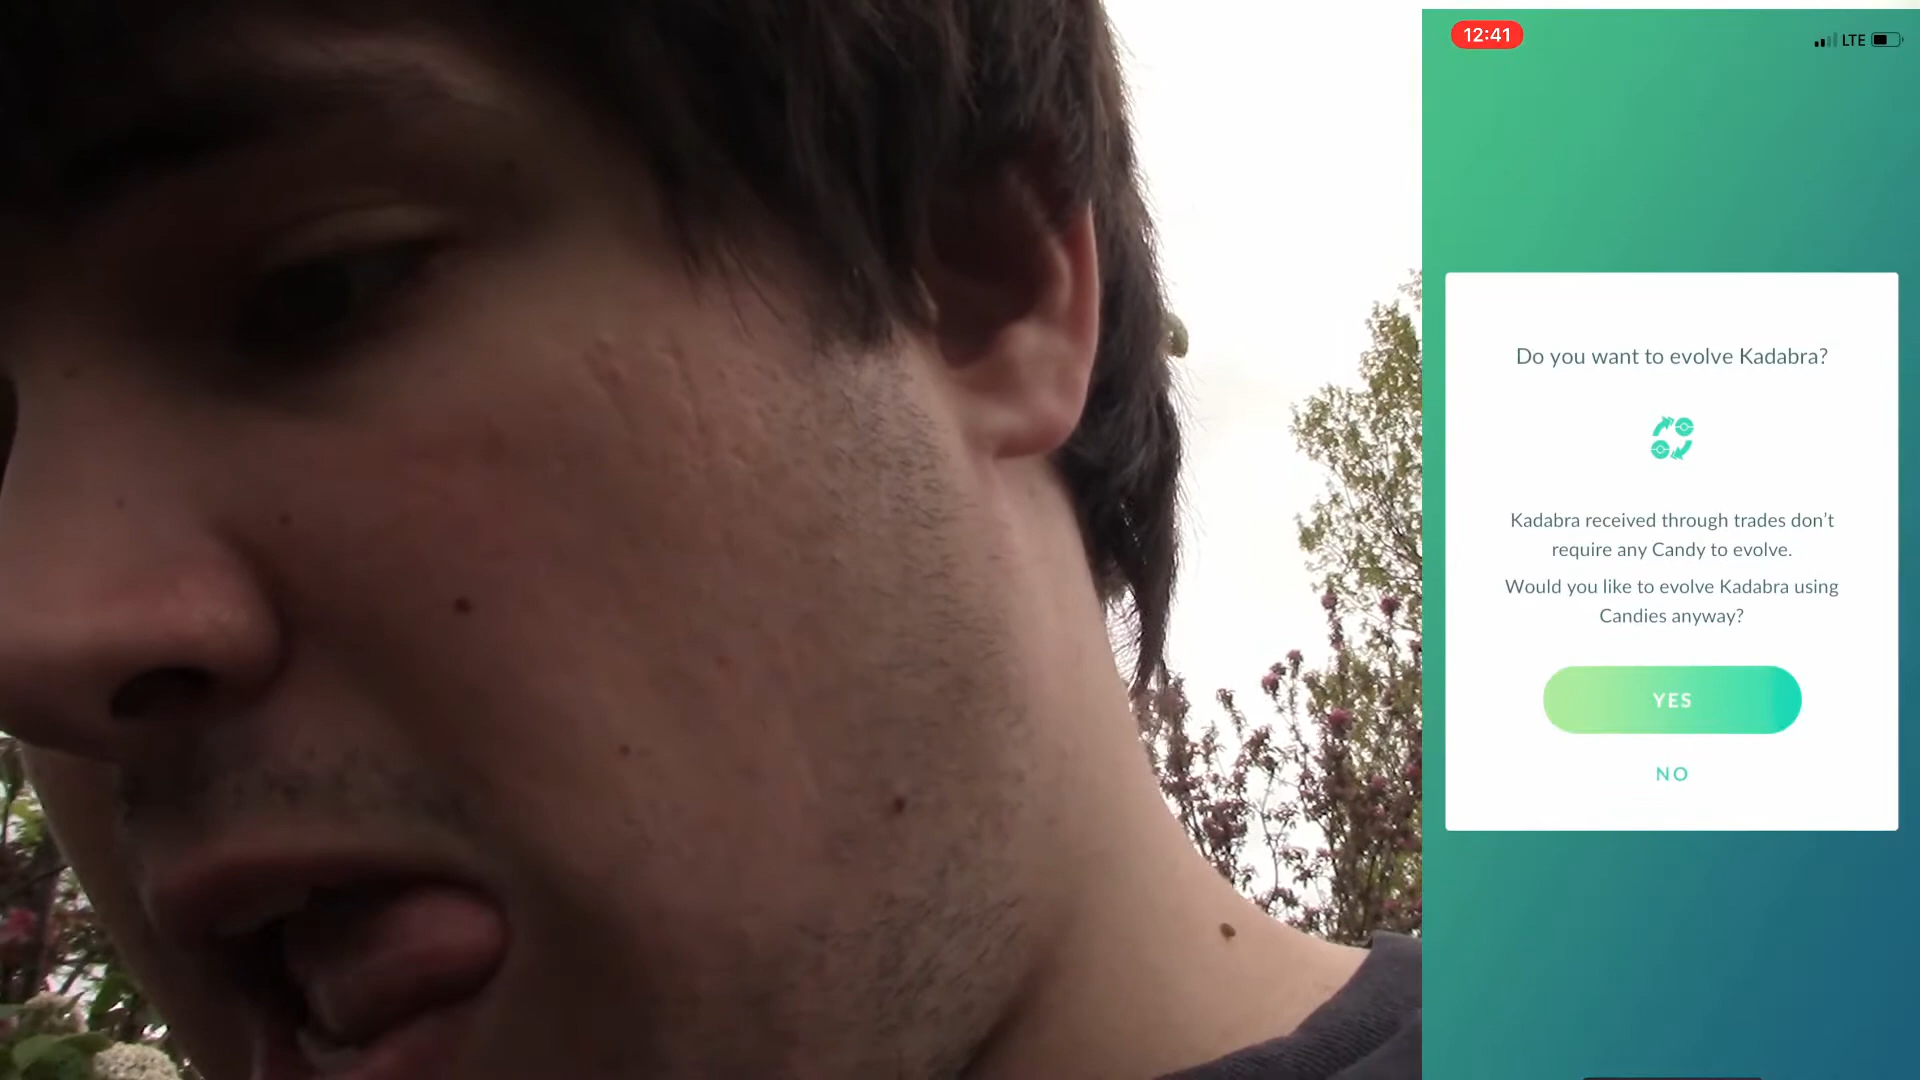 12:41
LTE
Do you want to evolve Kadabra?
Kadabra received through trades don't
require any Candy to evolve.
Would you like to evolve Kadabra using
Candies anyway?
YES
NO